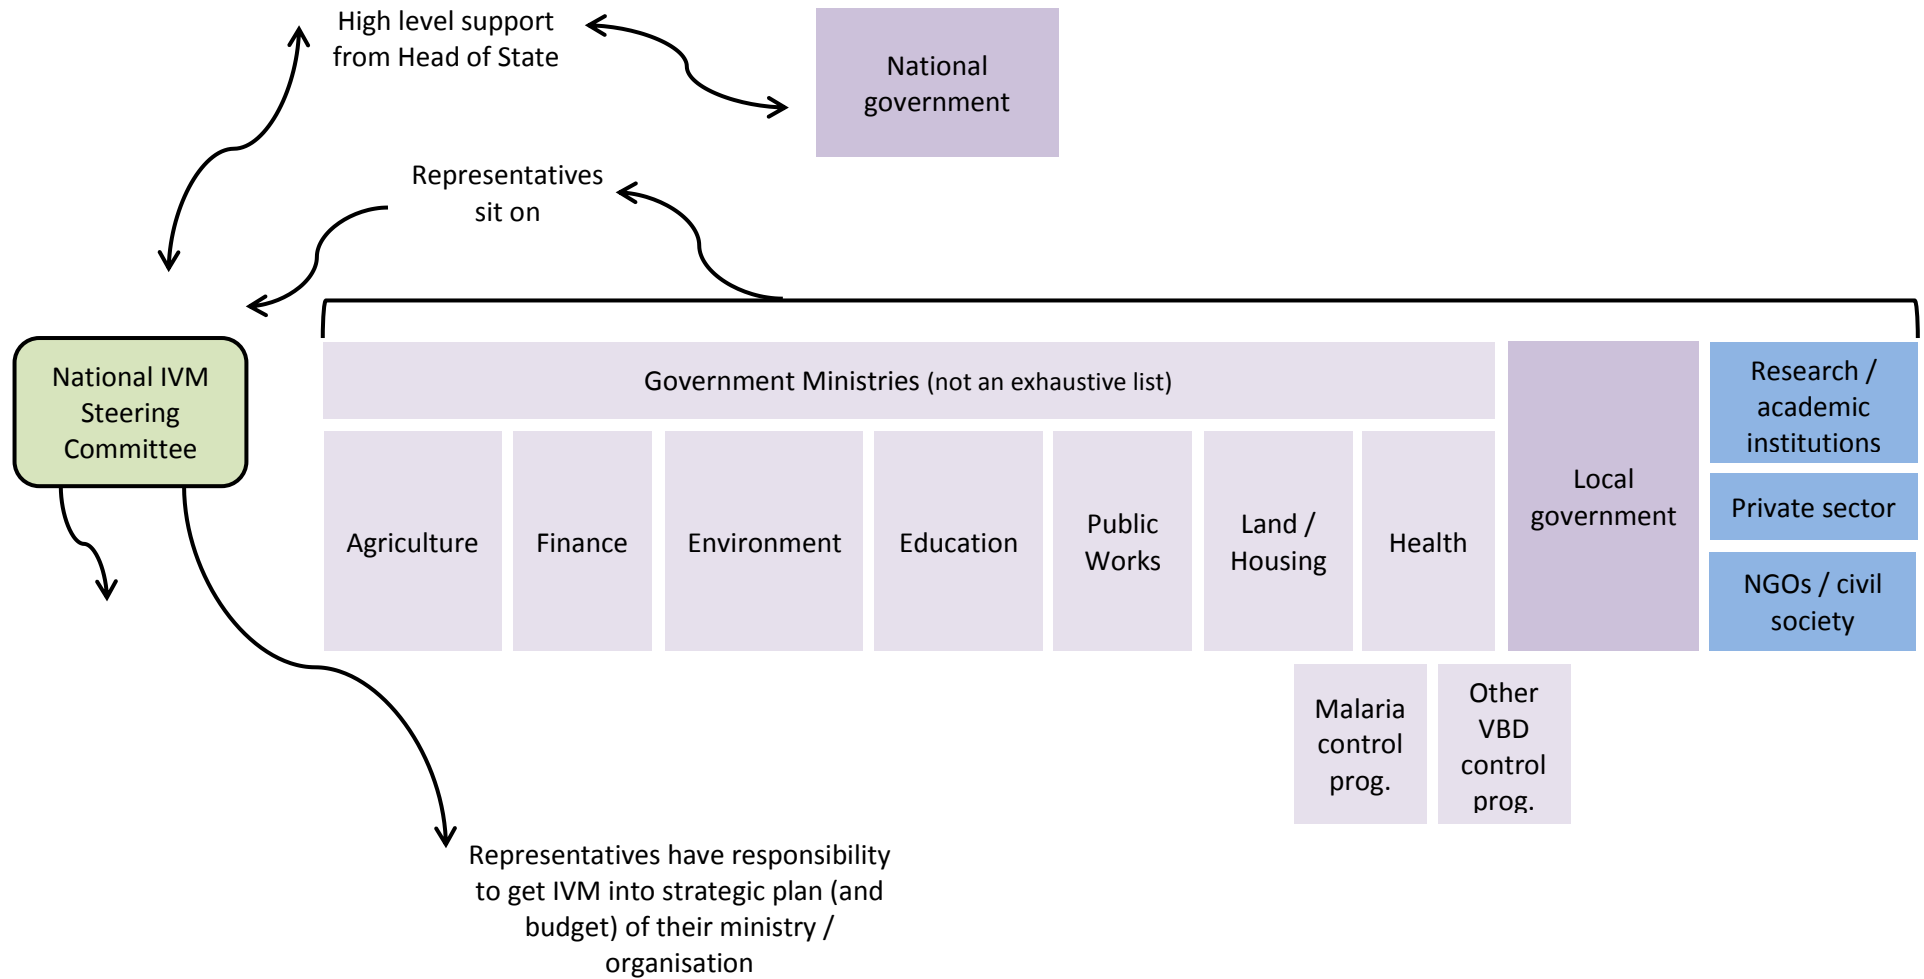 High level support
from Head of State
National
government
Representatives
sit on
National IVM
Steering
Committee
Government Ministries (not an exhaustive list)
Agriculture
Finance
Environment
Education
Public
Works
Land /
Housing
Health
Local
government
Research /
academic
institutions
Private sector
NGOs / civil
society
Malaria
control
prog.
Other
VBD
control
prog.
Representatives have responsibility
to get IVM into strategic plan (and
budget) of their ministry /
organisation